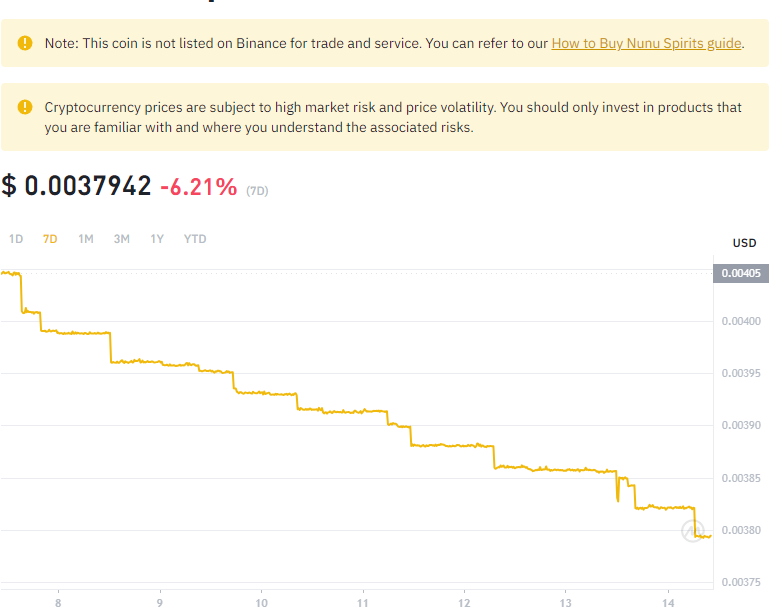 Note: This coin is not listed on Binance for trade and service. You can refer to our How to Buy Nunu Spirits guide.
Cryptocurrency prices are subject to high market risk and price volatility. You should only invest in products that
you are familiar with and where you understand the associated risks.
$ 0.0037942 -6.21% (7D)
1D 7D 1M 3M 1Y YTD
USD
0.00405
0.00400
0.00395
0.00390
0.00385
0.00380
0.00375
8 9 10 11 12 13 14